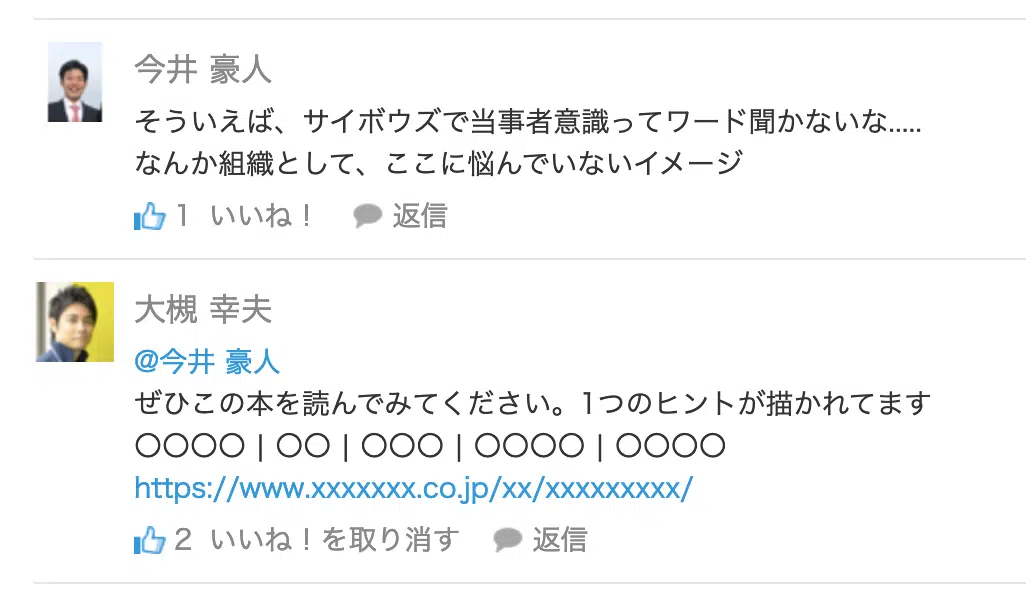 今井 豪人
そういえば、サイボウズで当事者意識ってワード聞かないな.....
なんか組織として、ここに悩んでいないイメージ
1 いいね！ 返信
大槻 幸夫
@今井 豪人
ぜひこの本を読んでみてください。1つのヒントが描かれてます
〇〇〇〇 | 〇〇 | 〇〇〇 | 〇〇〇〇 | 〇〇〇〇
https://www.xxxxxxx.co.jp/xx/xxxxxxxxx/
2 いいね！を取り消す 返信